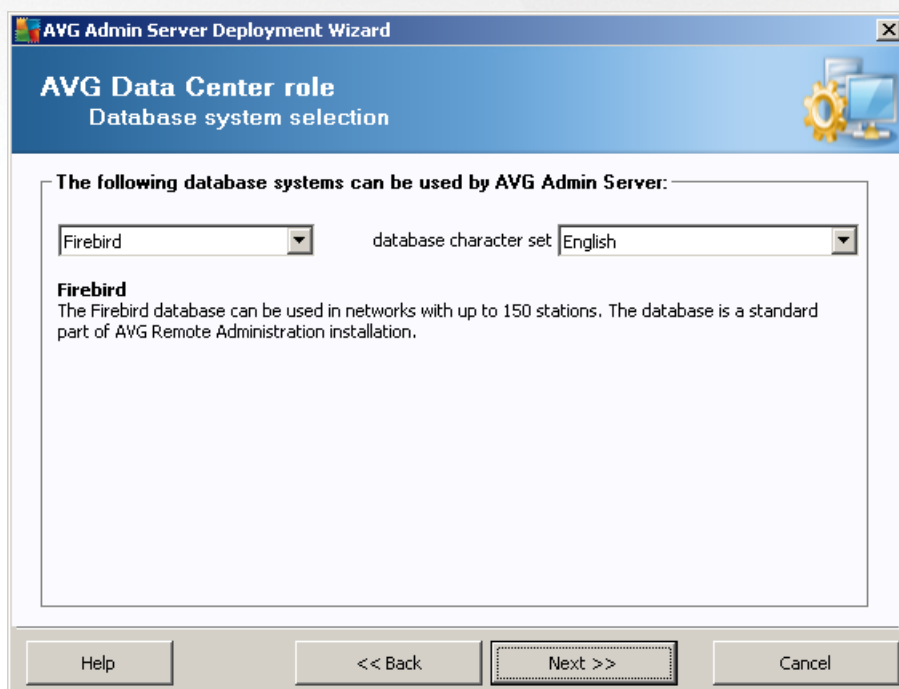 AVG Admin Server Deployment Wizard
AVG Data Center role
Database system selection
The following database systems can be used by AVG Admin Server:
Firebird database character set English
Firebird
The Firebird database can be used in networks with up to 150 stations. The database is a standard
part of AVG Remote Administration installation.
Help << Back Next >> Cancel